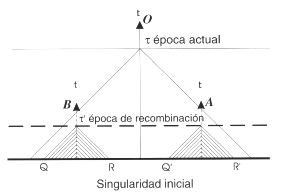 t
O
τ época actual
t
t
B
A
τ' época de recombinación
Q
R
Q'
R'
Singularidad inicial